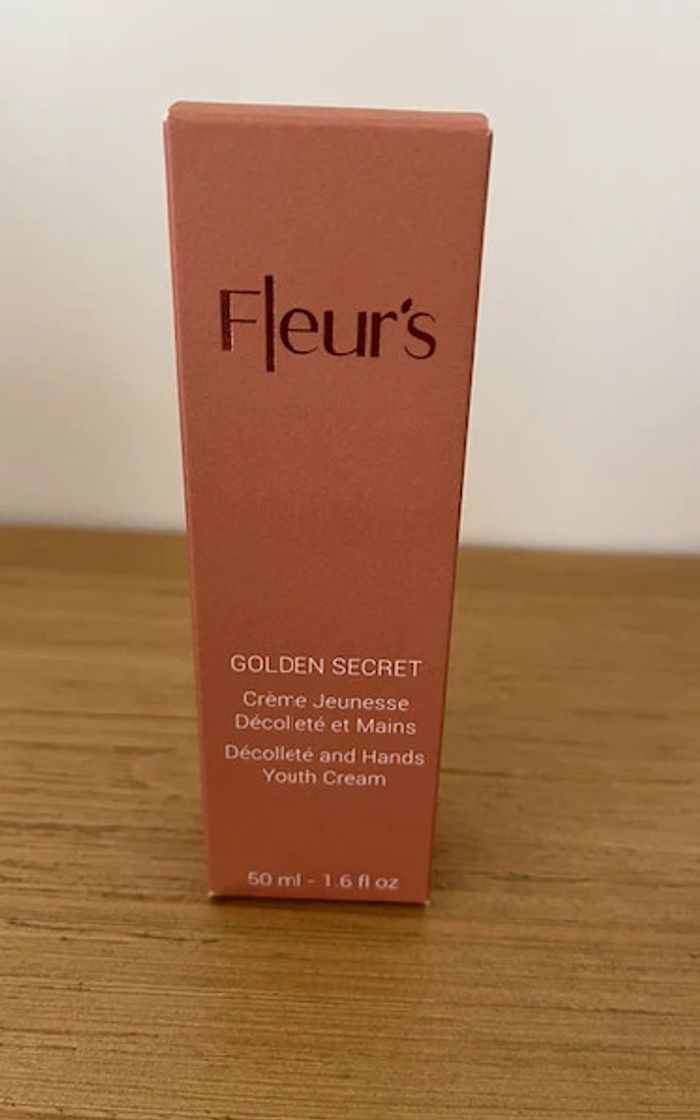 Fleur's
GOLDEN SECRET
Crème Jeunesse
Décolleté et Mains
Décolleté and Hands
Youth Cream
50 ml - 1.6 fl oz